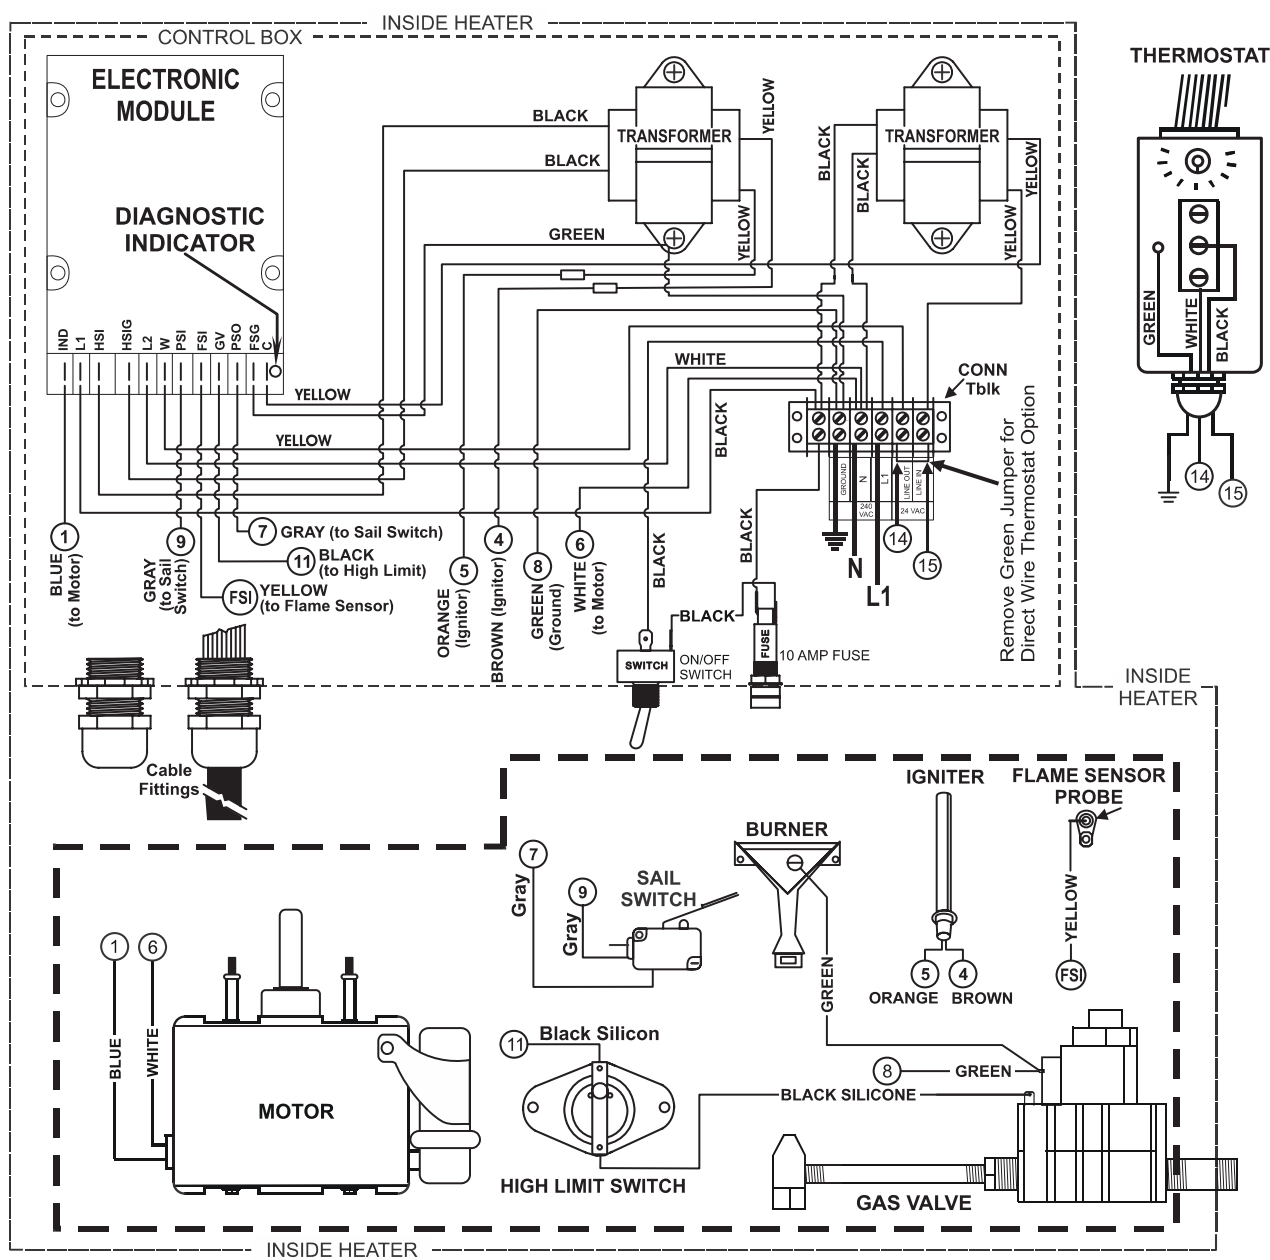 INSIDE HEATER
CONTROL BOX
ELECTRONIC
MODULE
DIAGNOSTIC
INDICATOR
IND
L1
HSI
HSIG
L2
W
PSI
FSI
GV
PSO
FSG
C
BLACK
BLACK
GREEN
TRANSFORMER
YELLOW
YELLOW
BLACK
BLACK
TRANSFORMER
YELLOW
YELLOW
THERMOSTAT
GREEN
WHITE
BLACK
14
15
YELLOW
YELLOW
WHITE
BLACK
CONN
Tblk
Remove Green Jumper for
Direct Wire Thermostat Option
GROUND
N
L1
LINE OUT
LINE IN
240
VAC
24 VAC
N
L1
14
15
1
BLUE
(to Motor)
9
GRAY
(to Sail
Switch)
7
GRAY (to Sail Switch)
11
BLACK
(to High Limit)
FSI
YELLOW
(to Flame Sensor)
5
ORANGE
(Ignitor)
4
BROWN (Ignitor)
8
GREEN
(Ground)
6
WHITE
(to Motor)
BLACK
BLACK
BLACK
SWITCH
ON/OFF
SWITCH
FUSE
10 AMP FUSE
Cable
Fittings
INSIDE
HEATER
IGNITER
5
4
ORANGE
BROWN
FLAME SENSOR
PROBE
YELLOW
FSI
BURNER
GREEN
7
Gray
9
Gray
SAIL
SWITCH
1
6
BLUE
WHITE
MOTOR
11
Black Silicon
HIGH LIMIT SWITCH
8
GREEN
BLACK SILICONE
GAS VALVE
INSIDE HEATER